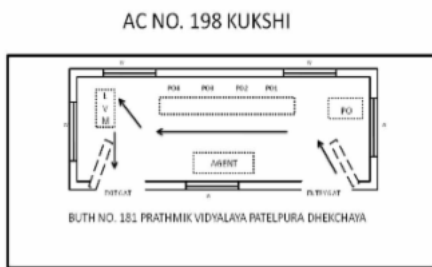 AC NO. 198 KUKSHI
PO4 PO3 PO2 PO1
E
V
M
PO
AGENT
BUTH NO. 181 PRATHMIK VIDYALAYA PATELPURA DHEKCHAYA